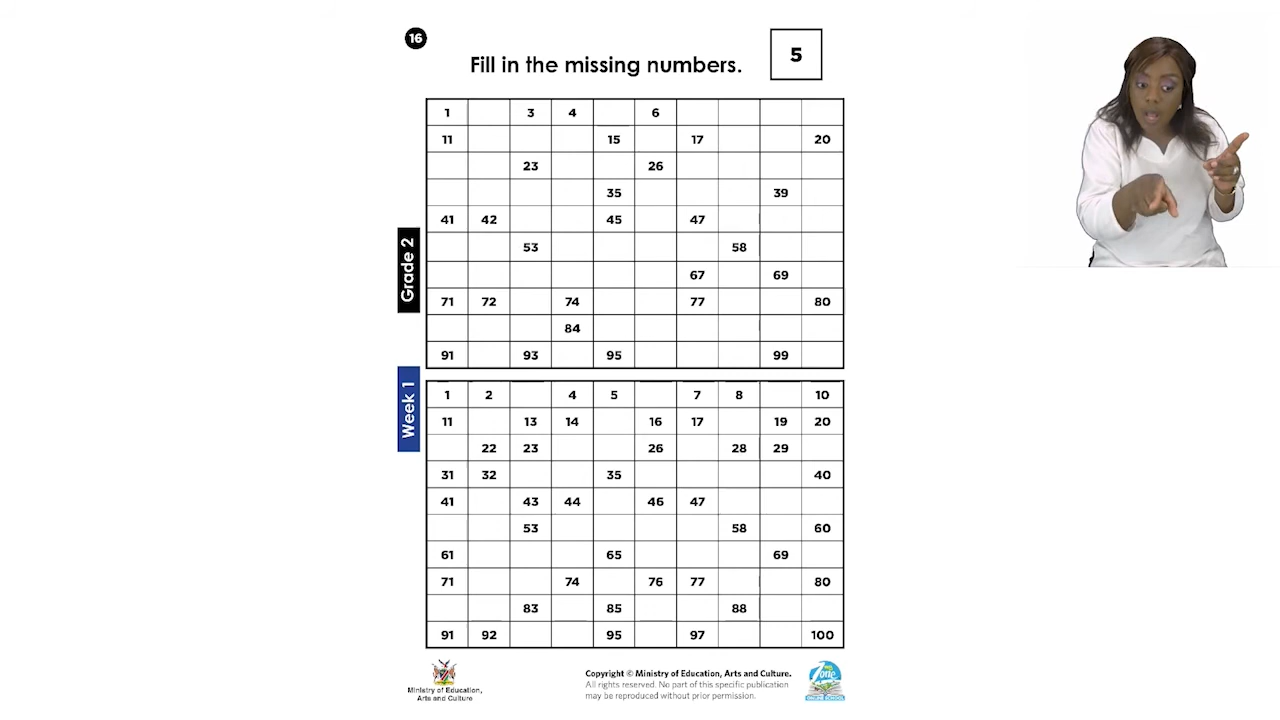 16
Fill in the missing numbers.
5
1 3 4 6
11 15 17 20
23 26
35 39
41 42 45 47
53 58
67 69
71 72 74 77 80
84
91 93 95 99
Grade 2
Week 1
1 2 4 5 7 8 10
11 13 14 16 17 19 20
22 23 26 28 29
31 32 35 40
41 43 44 46 47
53 58 60
61 65 69
71 74 76 77 80
83 85 88
91 92 95 97 100
Ministry of Education,
Arts and Culture
Copyright © Ministry of Education, Arts and Culture.
All rights reserved. No part of this specific publication
may be reproduced without prior permission.
ONLINE SCHOOL